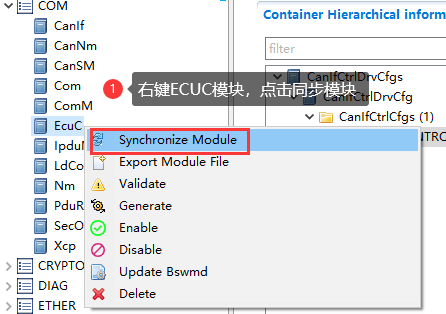 COM
Container Hierarchical inform
CanIf
CanNm
CanSM
Com
ComM
EcuC
IpduM
LdCo
Nm
PduR
SecO
Xcp
CRYPTO
DIAG
ETHER
filter
CanIfCtrlDrvCfgs
CanIfCtrlDrvCfg
CanIfCtrlCfgs (1)
NTRO
1 右键ECUC模块，点击同步模块
Synchronize Module
Export Module File
Validate
Generate
Enable
Disable
Update Bswmd
Delete